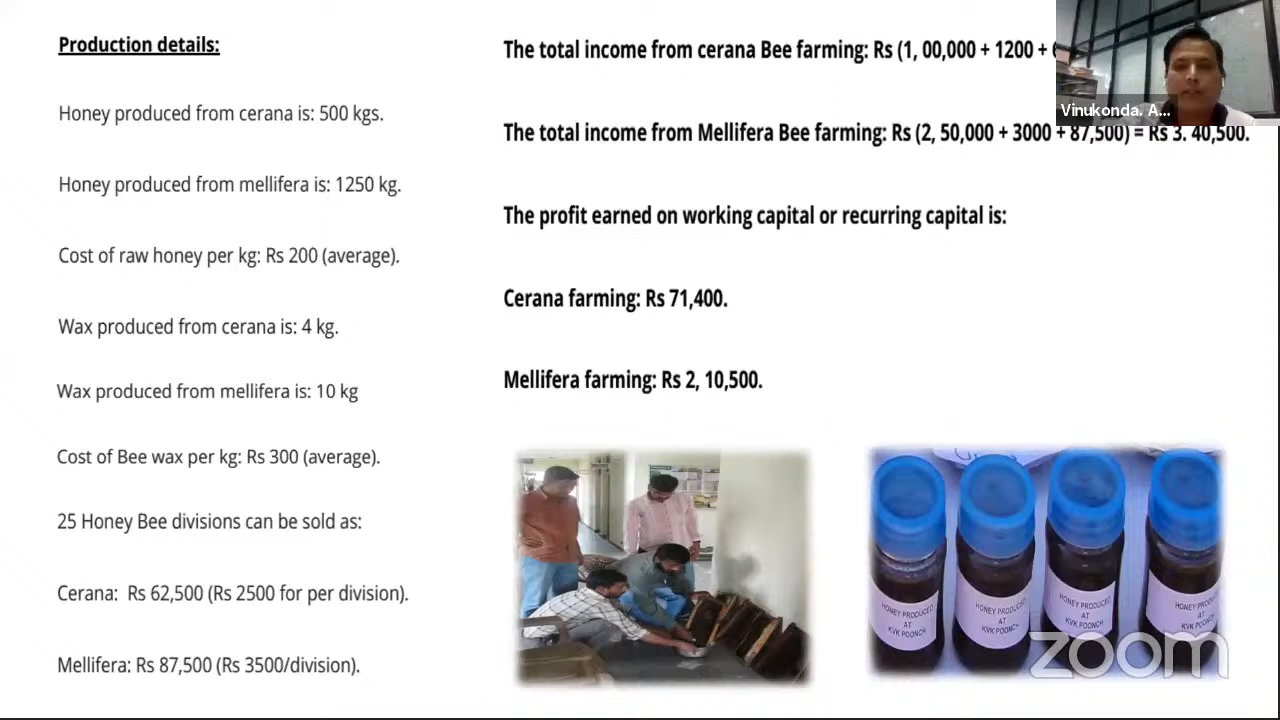 Production details:
Honey produced from cerana is: 500 kgs.
Honey produced from mellifera is: 1250 kg.
Cost of raw honey per kg: Rs 200 (average).
Wax produced from cerana is: 4 kg.
Wax produced from mellifera is: 10 kg
Cost of Bee wax per kg: Rs 300 (average).
25 Honey Bee divisions can be sold as:
Cerana: Rs 62,500 (Rs 2500 for per division).
Mellifera: Rs 87,500 (Rs 3500/division).
The total income from cerana Bee farming: Rs (1, 00,000 + 1200 +
The total income from Mellifera Bee farming: Rs (2, 50,000 + 3000 + 87,500) = Rs 3. 40,500.
The profit earned on working capital or recurring capital is:
Cerana farming: Rs 71,400.
Mellifera farming: Rs 2, 10,500.
Vinukonda. A...
HONEY PRODUCED
AT
KVK POONCH
HONEY PRODUCED
AT
KVK POONCH
HONEY PRODUCED
AT
KVK POONCH
HONEY PRODUCED
AT
KVK POONCH
zoom